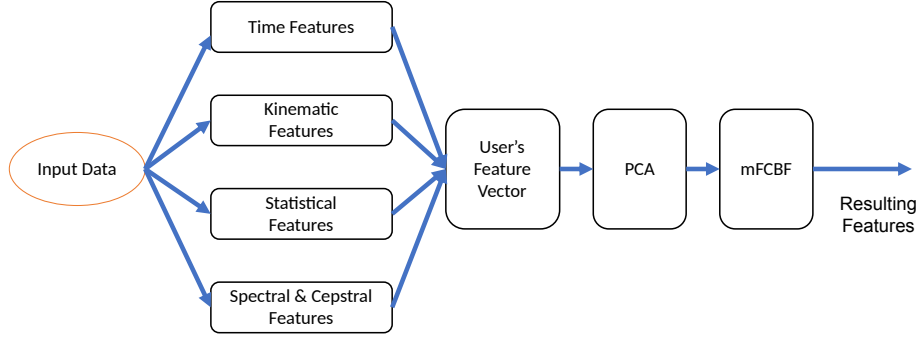 Time Features
Kinematic
Features
Input Data
Statistical
Features
Spectral & Cepstral
Features
User's
Feature
Vector
PCA
mFCBF
Resulting
Features